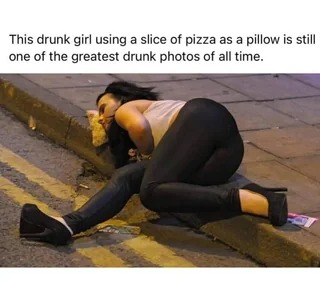 This drunk girl using a slice of pizza as a pillow is still
one of the greatest drunk photos of all time.